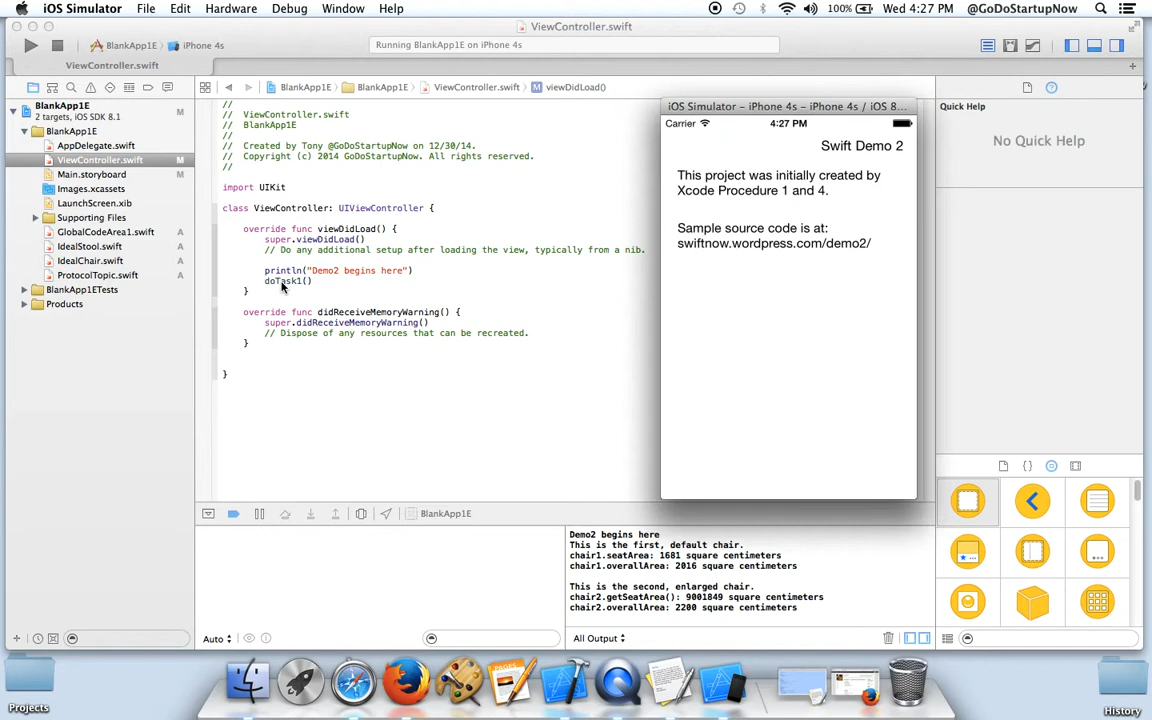 iOS Simulator File Edit Hardware Debug Window Help 100% Wed 4:27 PM @GoDoStartupNow
ViewController.swift
BlankApp1E iPhone 4s Running BlankApp1E on iPhone 4s
ViewController.swift
BlankApp1E BlankApp1E ViewController.swift M viewDidLoad()
BlankApp1E M
2 targets, iOS SDK 8.1
BlankApp1E
AppDelegate.swift
ViewController.swift M
Main.storyboard M
Images.xcassets
LaunchScreen.xib
Supporting Files
GlobalCodeArea1.swift A
IdealStool.swift A
IdealChair.swift A
ProtocolTopic.swift A
BlankApp1ETests
Products
//
// ViewController.swift
// BlankApp1E
//
// Created by Tony @GoDoStartupNow on 12/30/14.
// Copyright (c) 2014 GoDoStartupNow. All rights reserved.
//
import UIKit
class ViewController: UIViewController {
override func viewDidLoad() {
super.viewDidLoad()
// Do any additional setup after loading the view, typically from a nib.
println("Demo2 begins here")
doTask1()
}
override func didReceiveMemoryWarning() {
super.didReceiveMemoryWarning()
// Dispose of any resources that can be recreated.
}
}
iOS Simulator – iPhone 4s – iPhone 4s / iOS 8...
Carrier 4:27 PM
Swift Demo 2
This project was initially created by
Xcode Procedure 1 and 4.
Sample source code is at:
swiftnow.wordpress.com/demo2/
Quick Help
No Quick Help
BlankApp1E
Demo2 begins here
This is the first, default chair.
chair1.seatArea: 1681 square centimeters
chair1.overallArea: 2016 square centimeters
This is the second, enlarged chair.
chair2.getSeatArea(): 9001849 square centimeters
chair2.overallArea: 2200 square centimeters
Auto
All Output
PAGES
Projects
History